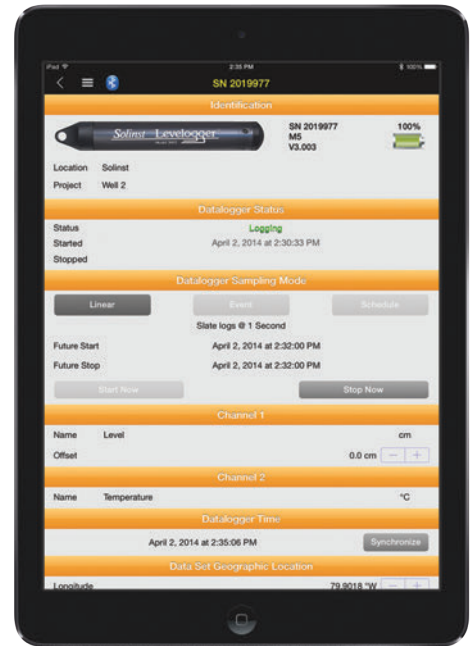 iPad 2:35 PM 100%
SN 2019977
Identification
Solinst Levelogger
SN 2019977 100%
M5
V3.003
Location Solinst
Project Well 2
Datalogger Status
Status Logging
Started April 2, 2014 at 2:30:33 PM
Stopped
Datalogger Sampling Mode
Linear Event Schedule
Slate logs @ 1 Second
Future Start April 2, 2014 at 2:32:00 PM
Future Stop April 2, 2014 at 2:32:00 PM
Start Now Stop Now
Channel 1
Name Level cm
Offset 0.0 cm − +
Channel 2
Name Temperature °C
Datalogger Time
April 2, 2014 at 2:35:06 PM Synchronize
Data Set Geographic Location
Longitude 79.9018 °W − +